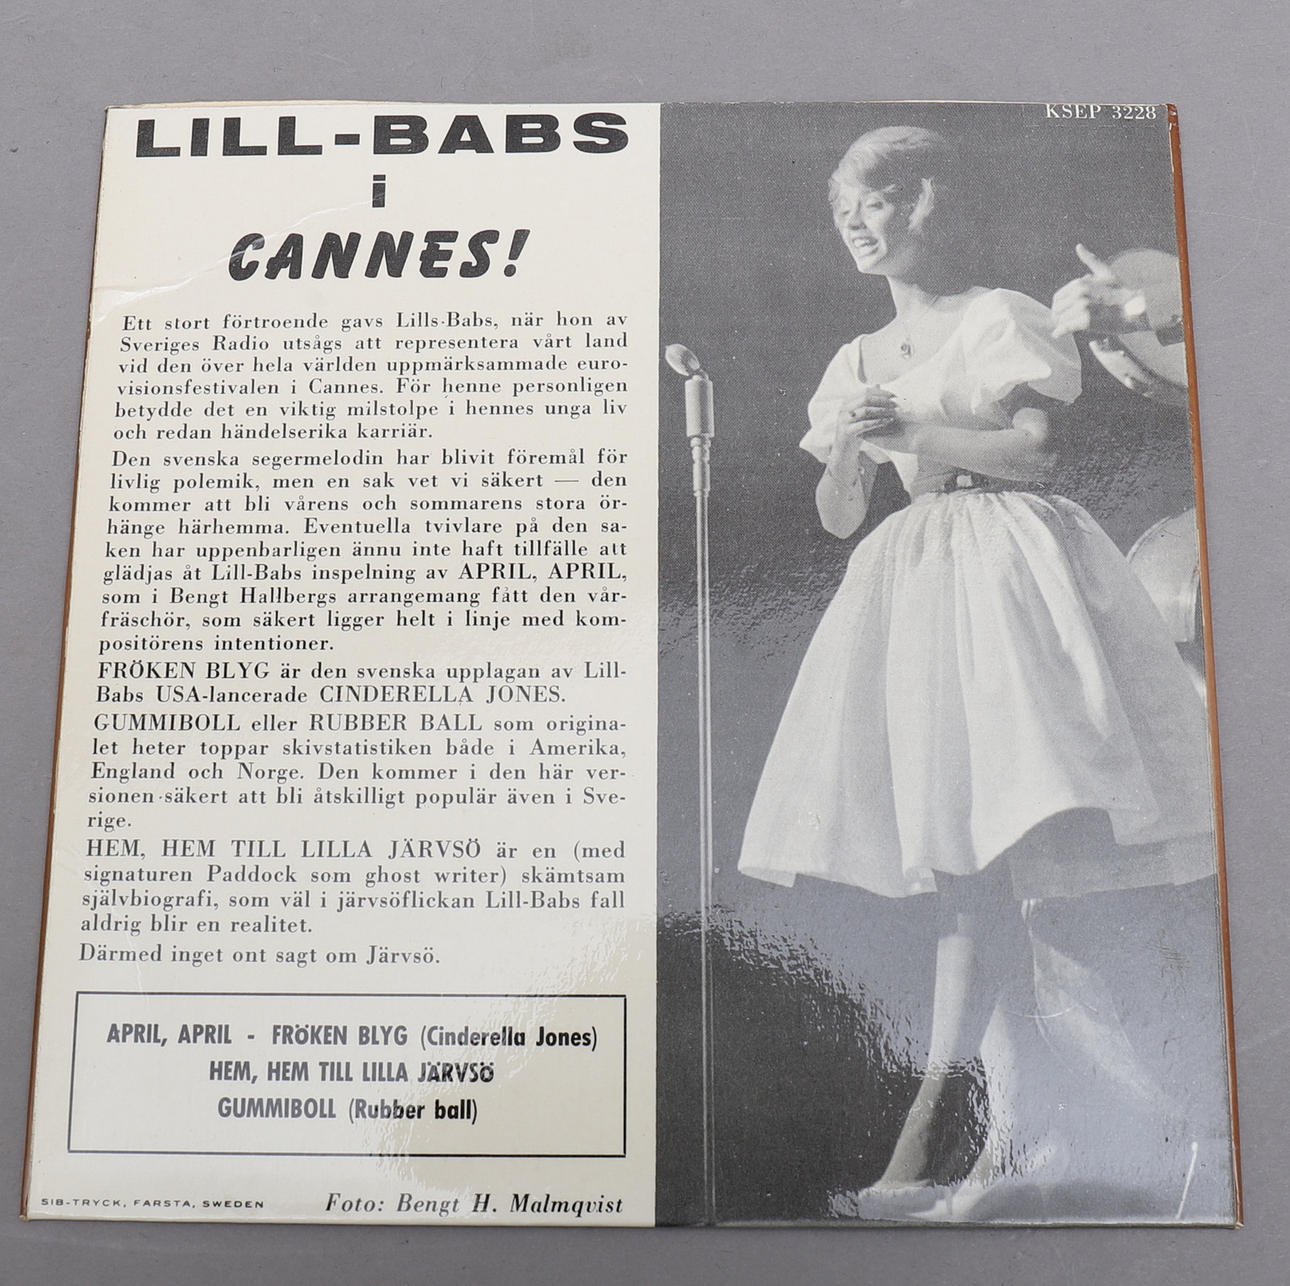 LILL-BABS
i
CANNES!
KSEP 3228
Ett stort förtroende gavs Lills-Babs, när hon av
Sveriges Radio utsågs att representera vårt land
vid den över hela världen uppmärksammade euro-
visionsfestivalen i Cannes. För henne personligen
betydde det en viktig milstolpe i hennes unga liv
och redan händelserika karriär.
Den svenska segermelodin har blivit föremål för
livlig polemik, men en sak vet vi säkert — den
kommer att bli vårens och sommarens stora ör-
hänge härhemma. Eventuella tvivlare på den sa-
ken har uppenbarligen ännu inte haft tillfälle att
glädjas åt Lill-Babs inspelning av APRIL, APRIL,
som i Bengt Hallbergs arrangemang fått den vår-
fräschör, som säkert ligger helt i linje med kom-
positörens intentioner.
FRÖKEN BLYG är den svenska upplagan av Lill-
Babs USA-lancerade CINDERELLA JONES.
GUMMIBOLL eller RUBBER BALL som origina-
let heter toppar skivstatistiken både i Amerika,
England och Norge. Den kommer i den här ver-
sionen säkert att bli åtskilligt populär även i Sve-
rige.
HEM, HEM TILL LILLA JÄRVSÖ är en (med
signaturen Paddock som ghost writer) skämtsam
självbiografi, som väl i järvsöflickan Lill-Babs fall
aldrig blir en realitet.
Därmed inget ont sagt om Järvsö.
APRIL, APRIL - FRÖKEN BLYG (Cinderella Jones)
HEM, HEM TILL LILLA JÄRVSÖ
GUMMIBOLL (Rubber ball)
SIB-TRYCK, FARSTA, SWEDEN
Foto: Bengt H. Malmqvist